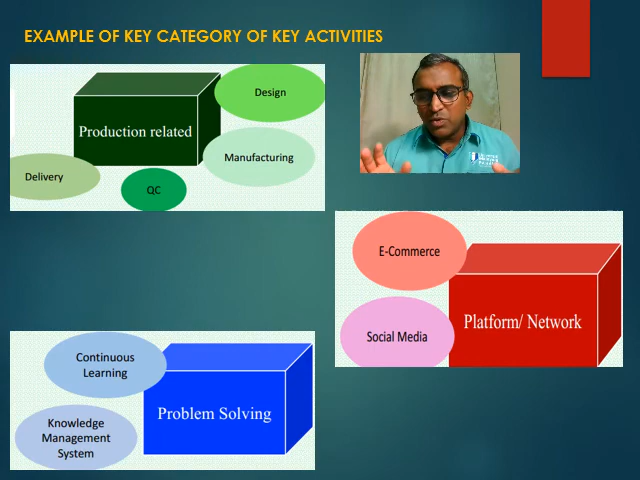 EXAMPLE OF KEY CATEGORY OF KEY ACTIVITIES
Production related
Design
Manufacturing
Delivery
QC
E-Commerce
Social Media
Platform/ Network
Continuous
Learning
Problem Solving
Knowledge
Management
System